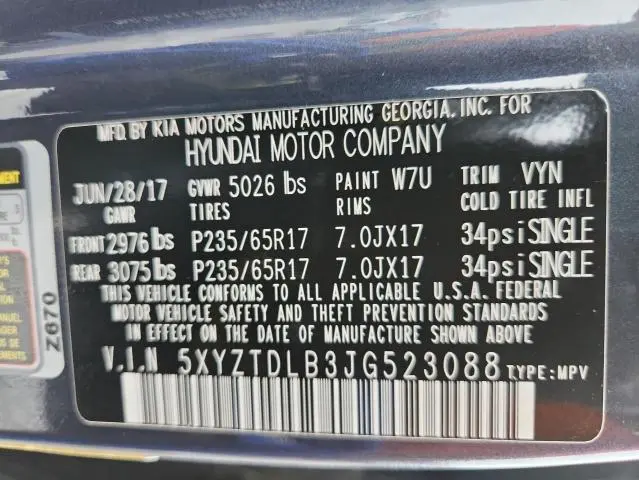 MFD BY KIA MOTORS MANUFACTURING GEORGIA, INC. FOR
HYUNDAI MOTOR COMPANY
JUN/28/17 GVWR 5026 lbs PAINT W7U TRIM VYN
GAWR TIRES RIMS COLD TIRE INFL
FRONT 2976 lbs P235/65R17 7.0JX17 34psi SINGLE
REAR 3075 lbs P235/65R17 7.0JX17 34psi SINGLE
THIS VEHICLE CONFORMS TO ALL APPLICABLE U.S.A. FEDERAL
MOTOR VEHICLE SAFETY AND THEFT PREVENTION STANDARDS
IN EFFECT ON THE DATE OF MANUFACTURE SHOWN ABOVE
V.I.N 5XYZTDLB3JG523088 TYPE:MPV
Z670